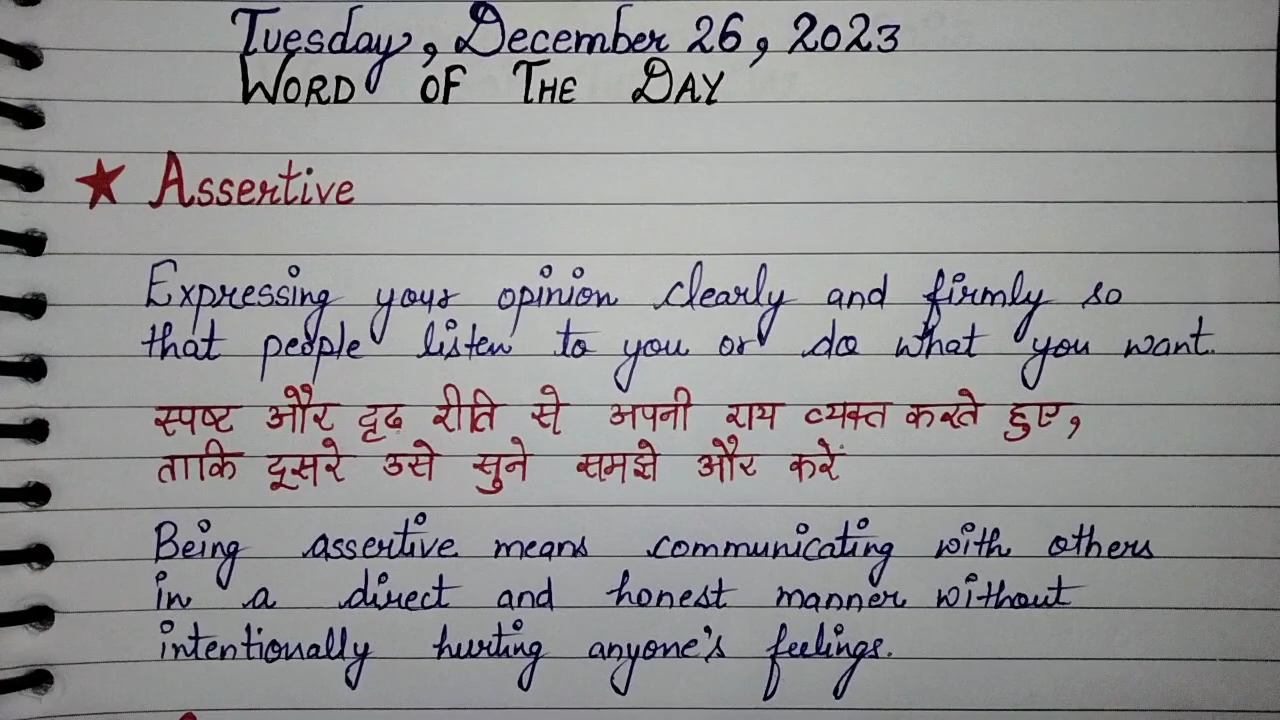 Tuesday, December 26, 2023
WORD OF THE DAY
★ Assertive
Expressing your opinion clearly and firmly so
that people listen to you or do what you want.
स्पष्ट और दृढ़ रीति से अपनी राय व्यक्त करते हुए,
ताकि दूसरे उसे सुने समझे और करें
Being assertive means communicating with others
in a direct and honest manner without
intentionally hurting anyone's feelings.